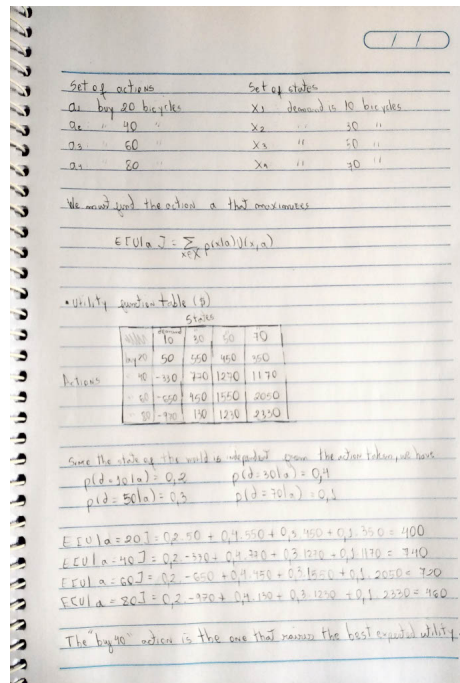 Set of actions Set of states
a1 buy 20 bicycles X1 demand is 10 bicycles
a2 " 40 " X2 " 30 "
a3 " 60 " X3 " 50 "
a4 " 80 " X4 " 70 "
We must find the action a that maximizes
E[U|a] = Σ x∈X p(x|a)U(x,a)
• Utility function table ($)
States
demand 10 30 50 70
buy 20 50 550 450 350
Actions " 40 -330 770 1270 1170
" 60 -650 450 1550 2050
" 80 -970 130 1230 2330
Since the state of the world is independent from the action taken, we have
p(d=10|a) = 0,2 p(d=30|a) = 0,4
p(d=50|a) = 0,3 p(d=70|a) = 0,1
E[U|a=20] = 0,2.50 + 0,4.550 + 0,3.450 + 0,1.350 = 400
E[U|a=40] = 0,2.-330 + 0,4.770 + 0,3.1270 + 0,1.1170 = 740
E[U|a=60] = 0,2.-650 + 0,4.450 + 0,3.1550 + 0,1.2050 = 720
E[U|a=80] = 0,2.-970 + 0,4.130 + 0,3.1230 + 0,1.2330 = 460
The "buy 40" action is the one that the best expected utility.